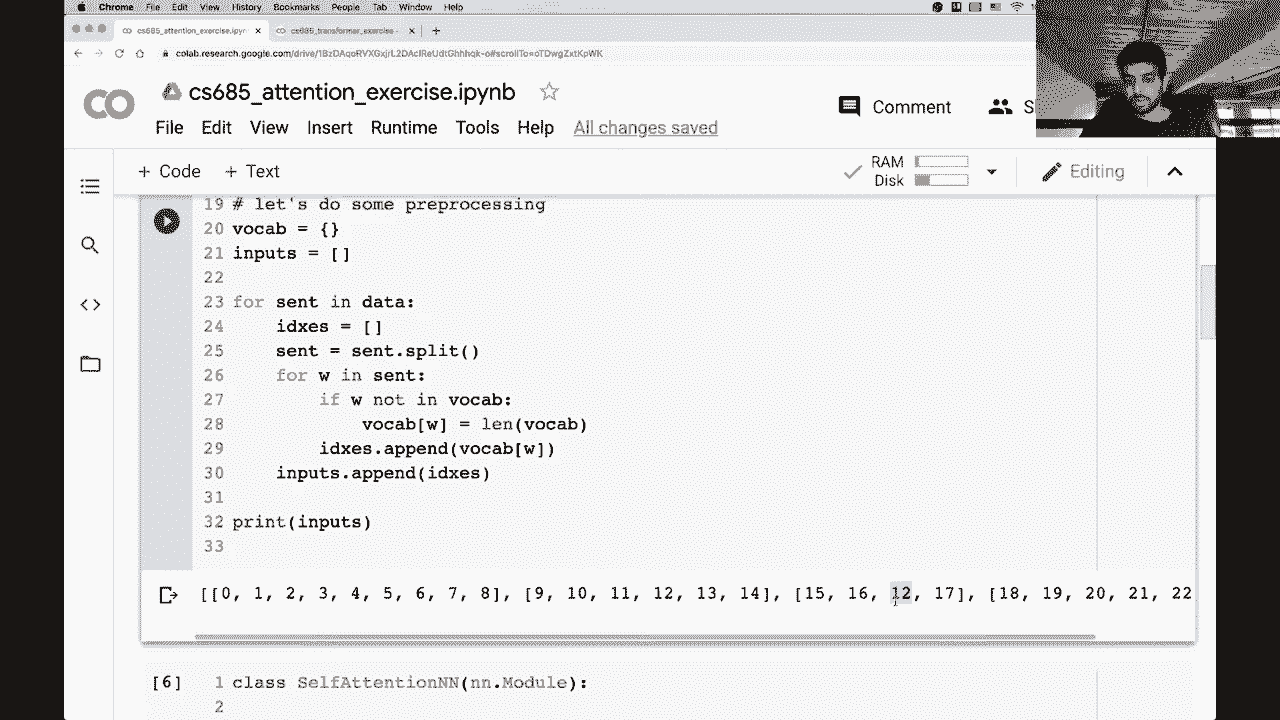 Chrome File Edit View History Bookmarks People Tab Window Help
cs685_attention_exercise.ipyn × cs685_transformer_exercise - × +
colab.research.google.com/drive/
CO cs685_attention_exercise.ipynb
Comment
File Edit View Insert Runtime Tools Help All changes saved
+ Code + Text RAM Disk Editing
19 # let's do some preprocessing
20 vocab = {}
21 inputs = []
22
23 for sent in data:
24     idxes = []
25     sent = sent.split()
26     for w in sent:
27         if w not in vocab:
28             vocab[w] = len(vocab)
29         idxes.append(vocab[w])
30     inputs.append(idxes)
31
32 print(inputs)
33
[[0, 1, 2, 3, 4, 5, 6, 7, 8], [9, 10, 11, 12, 13, 14], [15, 16, 12, 17], [18, 19, 20, 21, 22
[6] 1 class SelfAttentionNN(nn.Module):
2